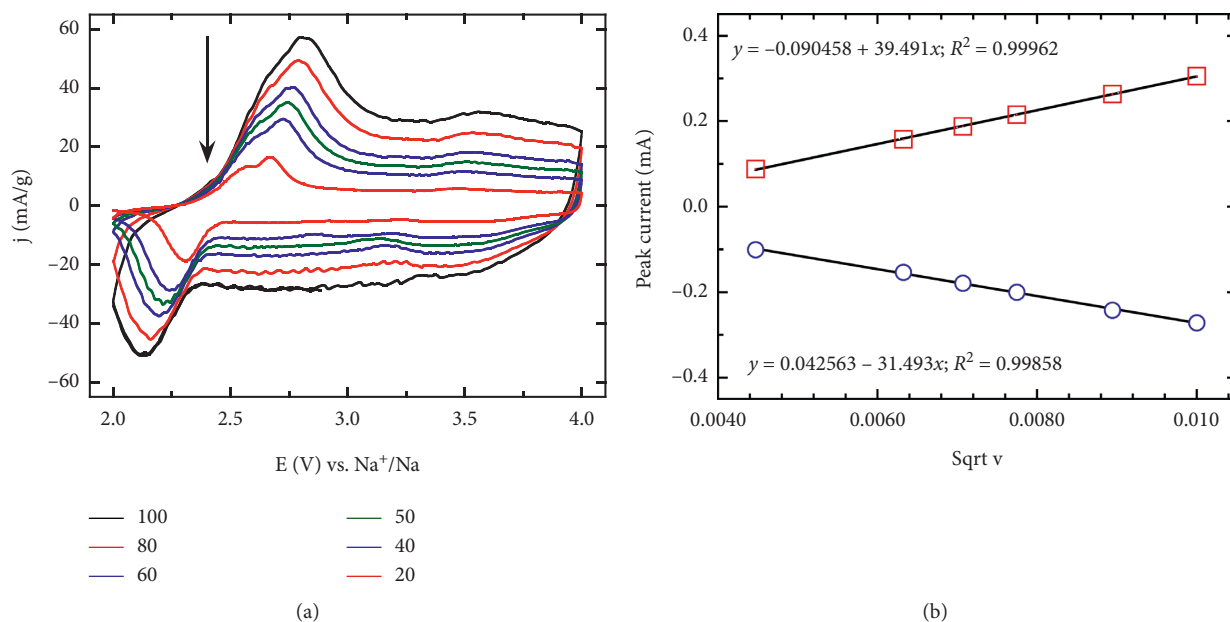 60
40
20
0
–20
–40
–60
j (mA/g)
2.0 2.5 3.0 3.5 4.0
E (V) vs. Na⁺/Na
100 50
80 40
60 20
(a)
0.4
0.2
0.0
–0.2
–0.4
Peak current (mA)
y = –0.090458 + 39.491x; R² = 0.99962
y = 0.042563 – 31.493x; R² = 0.99858
0.0040 0.0060 0.0080 0.010
Sqrt v
(b)